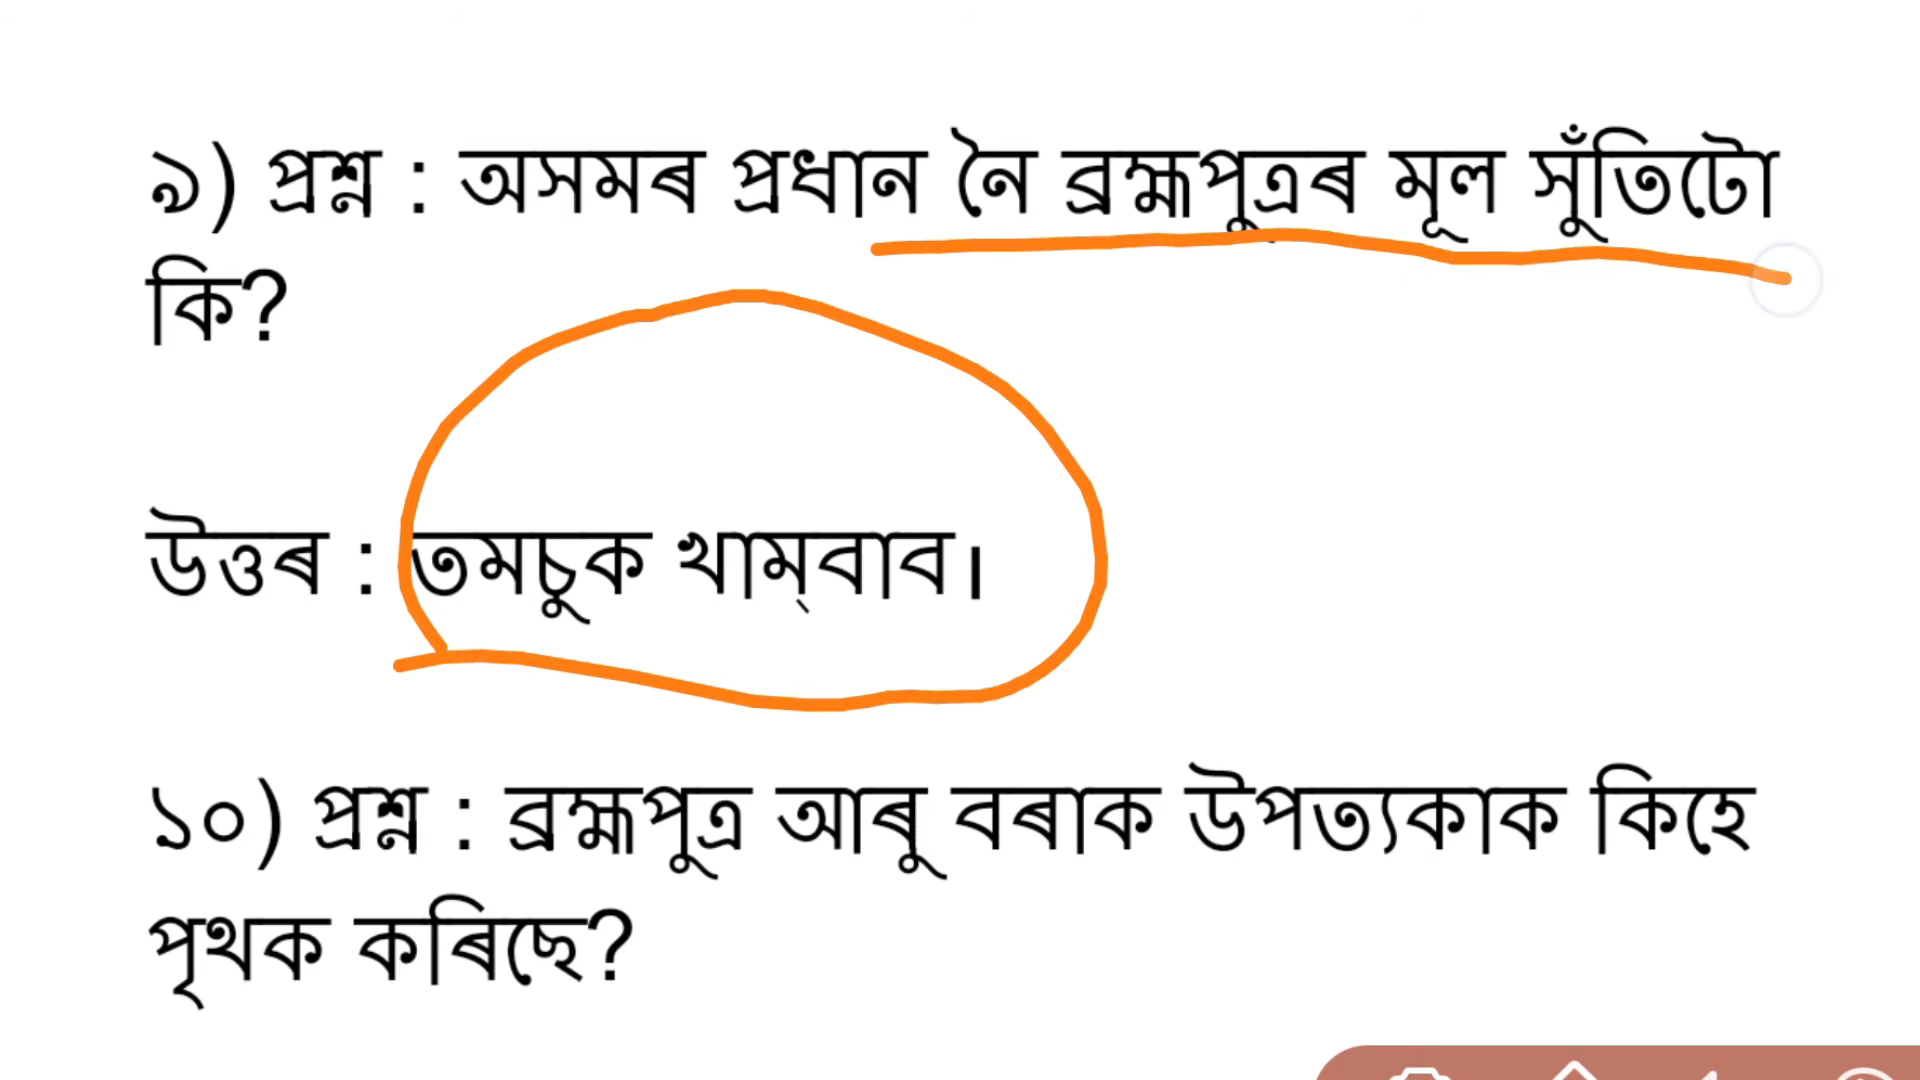 ৯) প্ৰশ্ন : অসমৰ প্ৰধান নৈ ব্ৰহ্মপুত্ৰৰ মূল সুঁতিটো
কি?
উত্তৰ : তমচুক খাম্‌বাব।
১০) প্ৰশ্ন : ব্ৰহ্মপুত্ৰ আৰু বৰাক উপত্যকাক কিহে
পৃথক কৰিছে?